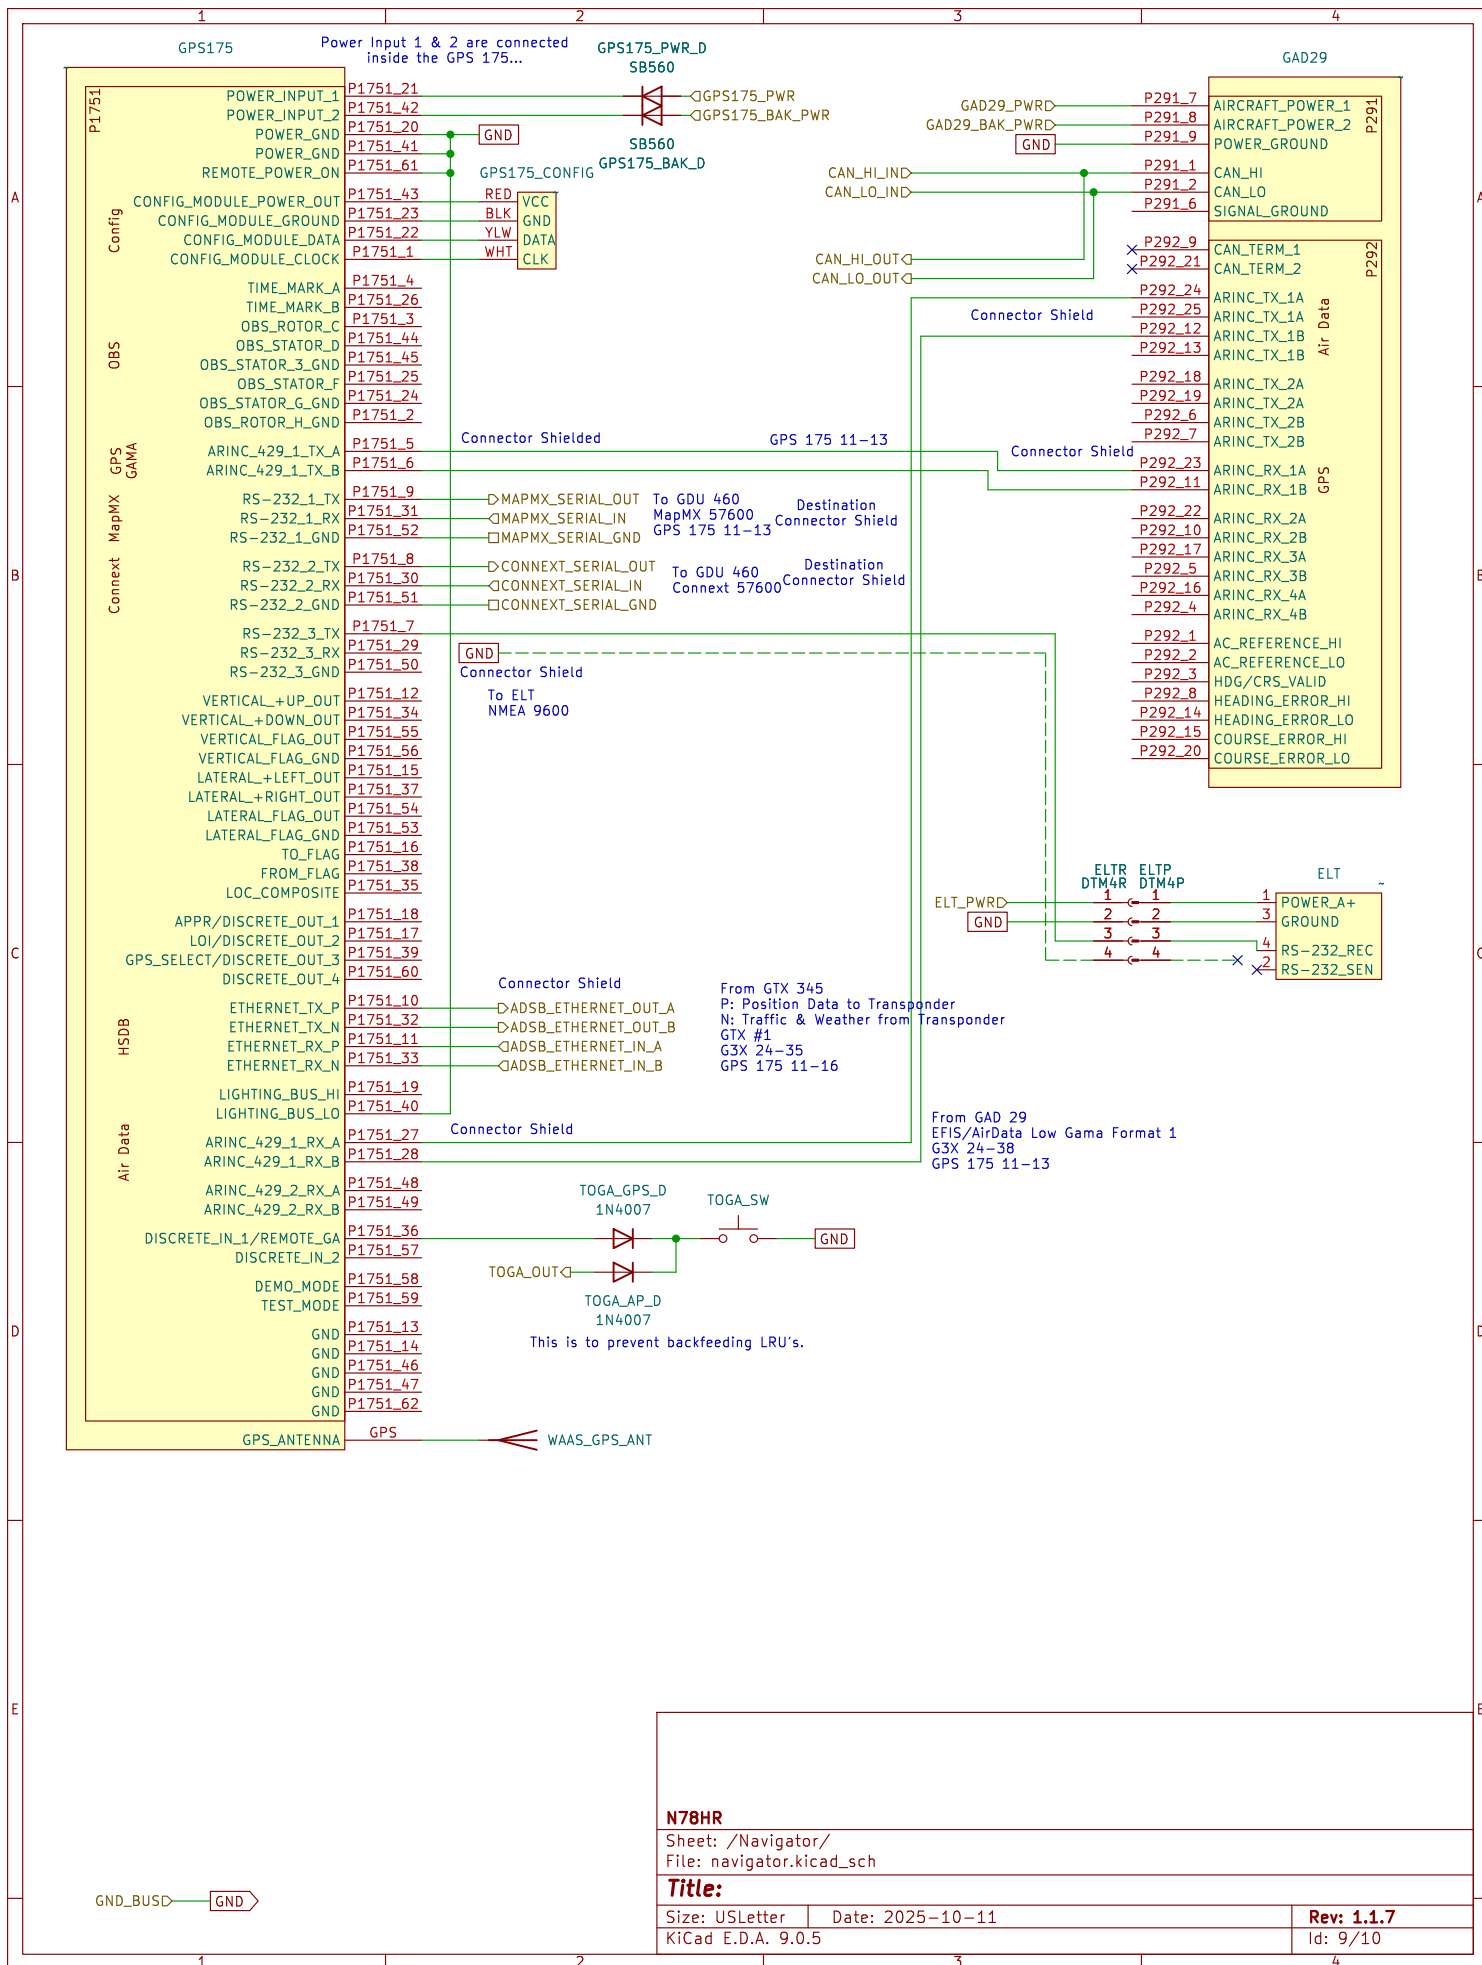 1
2
3
4
GPS175
Power Input 1 & 2 are connected
inside the GPS 175...
GPS175_PWR_D
SB560
GAD29
P1751
POWER_INPUT_1 P1751_21
GPS175_PWR
POWER_INPUT_2 P1751_42
GPS175_BAK_PWR
POWER_GND P1751_20
GND
POWER_GND P1751_41
REMOTE_POWER_ON P1751_61
SB560
GPS175_BAK_D
GPS175_CONFIG
A
Config
CONFIG_MODULE_POWER_OUT P1751_43 RED VCC
CONFIG_MODULE_GROUND P1751_23 BLK GND
CONFIG_MODULE_DATA P1751_22 YLW DATA
CONFIG_MODULE_CLOCK P1751_1 WHT CLK
TIME_MARK_A P1751_4
TIME_MARK_B P1751_26
OBS
OBS_ROTOR_C P1751_3
OBS_STATOR_D P1751_44
OBS_STATOR_3_GND P1751_45
OBS_STATOR_F P1751_25
OBS_STATOR_G_GND P1751_24
OBS_ROTOR_H_GND P1751_2
GPS
GAMA
ARINC_429_1_TX_A P1751_5
ARINC_429_1_TX_B P1751_6
Connector Shielded
GPS 175 11-13
Connector Shield
MapMX
RS-232_1_TX P1751_9 MAPMX_SERIAL_OUT
RS-232_1_RX P1751_31 MAPMX_SERIAL_IN
RS-232_1_GND P1751_52 MAPMX_SERIAL_GND
To GDU 460
MapMX 57600
GPS 175 11-13
Destination
Connector Shield
B
Connext
RS-232_2_TX P1751_8 CONNEXT_SERIAL_OUT
RS-232_2_RX P1751_30 CONNEXT_SERIAL_IN
RS-232_2_GND P1751_51 CONNEXT_SERIAL_GND
To GDU 460
Connext 57600
Destination
Connector Shield
RS-232_3_TX P1751_7
RS-232_3_RX P1751_29
RS-232_3_GND P1751_50
GND
Connector Shield
To ELT
NMEA 9600
VERTICAL_+UP_OUT P1751_12
VERTICAL_+DOWN_OUT P1751_34
VERTICAL_FLAG_OUT P1751_55
VERTICAL_FLAG_GND P1751_56
LATERAL_+LEFT_OUT P1751_15
LATERAL_+RIGHT_OUT P1751_37
LATERAL_FLAG_OUT P1751_54
LATERAL_FLAG_GND P1751_53
TO_FLAG P1751_16
FROM_FLAG P1751_38
LOC_COMPOSITE P1751_35
APPR/DISCRETE_OUT_1 P1751_18
LOI/DISCRETE_OUT_2 P1751_17
GPS_SELECT/DISCRETE_OUT_3 P1751_39
DISCRETE_OUT_4 P1751_60
C
HSDB
Connector Shield
ETHERNET_TX_P P1751_10 ADSB_ETHERNET_OUT_A
ETHERNET_TX_N P1751_32 ADSB_ETHERNET_OUT_B
ETHERNET_RX_P P1751_11 ADSB_ETHERNET_IN_A
ETHERNET_RX_N P1751_33 ADSB_ETHERNET_IN_B
From GTX 345
P: Position Data to Transponder
N: Traffic & Weather from Transponder
GTX #1
G3X 24-35
GPS 175 11-16
LIGHTING_BUS_HI P1751_19
LIGHTING_BUS_LO P1751_40
Connector Shield
Air Data
ARINC_429_1_RX_A P1751_27
ARINC_429_1_RX_B P1751_28
From GAD 29
EFIS/AirData Low Gama Format 1
G3X 24-38
GPS 175 11-13
ARINC_429_2_RX_A P1751_48
ARINC_429_2_RX_B P1751_49
TOGA_GPS_D
1N4007
TOGA_SW
DISCRETE_IN_1/REMOTE_GA P1751_36
GND
DISCRETE_IN_2 P1751_57
TOGA_OUT
DEMO_MODE P1751_58
TEST_MODE P1751_59
TOGA_AP_D
1N4007
This is to prevent backfeeding LRU's.
D
GND P1751_13
GND P1751_14
GND P1751_46
GND P1751_47
GND P1751_62
GPS_ANTENNA GPS
WAAS_GPS_ANT
P291
GAD29_PWR P291_7 AIRCRAFT_POWER_1
GAD29_BAK_PWR P291_8 AIRCRAFT_POWER_2
GND P291_9 POWER_GROUND
CAN_HI_IN P291_1 CAN_HI
CAN_LO_IN P291_2 CAN_LO
P291_6 SIGNAL_GROUND
A
P292
P292_9 CAN_TERM_1
CAN_HI_OUT
P292_21 CAN_TERM_2
CAN_LO_OUT
Connector Shield
Air Data
P292_24 ARINC_TX_1A
P292_25 ARINC_TX_1A
P292_12 ARINC_TX_1B
P292_13 ARINC_TX_1B
P292_18 ARINC_TX_2A
P292_19 ARINC_TX_2A
P292_6 ARINC_TX_2B
P292_7 ARINC_TX_2B
GPS
P292_23 ARINC_RX_1A
P292_11 ARINC_RX_1B
P292_22 ARINC_RX_2A
P292_10 ARINC_RX_2B
P292_17 ARINC_RX_3A
P292_5 ARINC_RX_3B
P292_16 ARINC_RX_4A
P292_4 ARINC_RX_4B
P292_1 AC_REFERENCE_HI
P292_2 AC_REFERENCE_LO
P292_3 HDG/CRS_VALID
P292_8 HEADING_ERROR_HI
P292_14 HEADING_ERROR_LO
P292_15 COURSE_ERROR_HI
P292_20 COURSE_ERROR_LO
ELTR ELTP
DTM4R DTM4P
ELT
~
ELT_PWR 1 1 1 POWER_A+
GND 2 2 3 GROUND
3 3 4 RS-232_REC
4 4 2 RS-232_SEN
E
N78HR
Sheet: /Navigator/
File: navigator.kicad_sch
Title:
Size: USLetter Date: 2025-10-11 Rev: 1.1.7
KiCad E.D.A. 9.0.5 Id: 9/10
GND_BUS GND
1
2
3
4